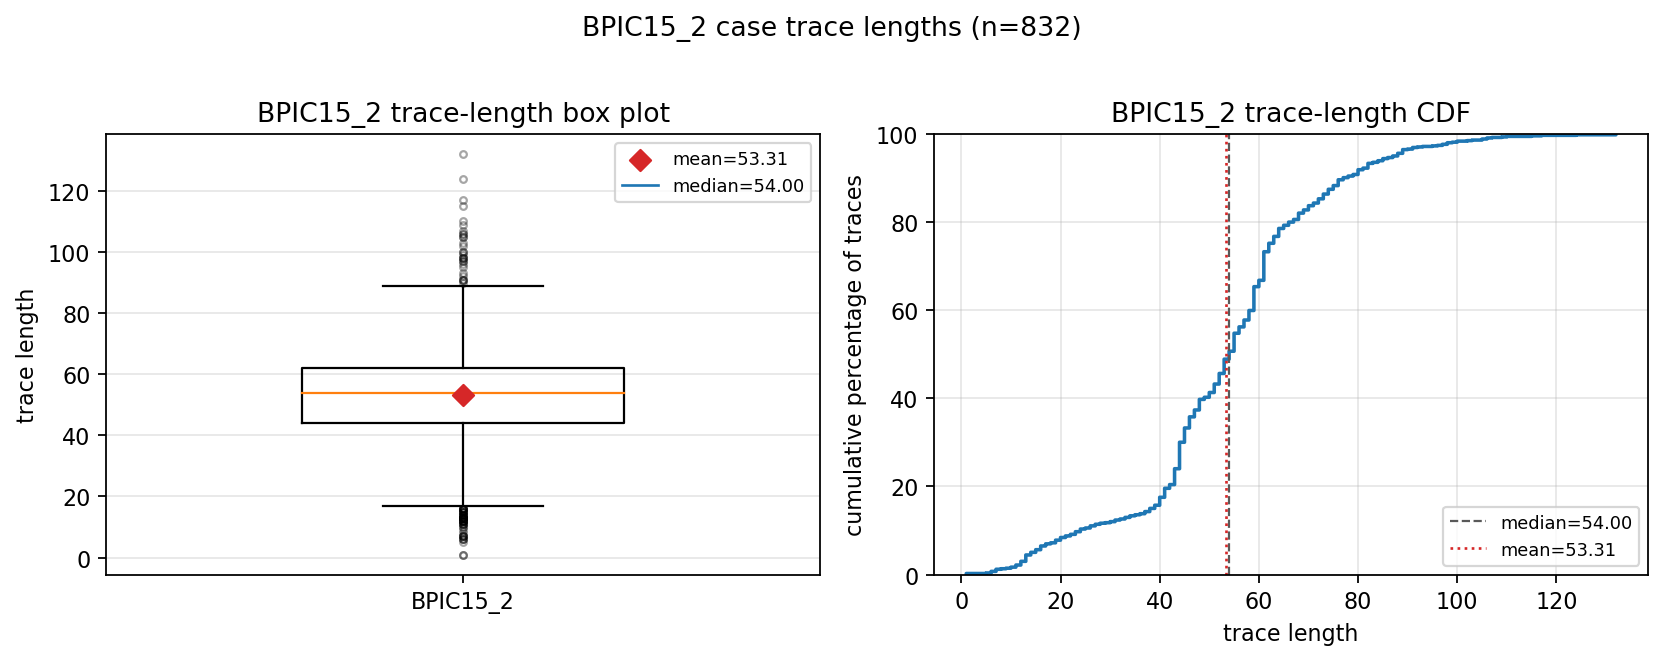 BPIC15_2 case trace lengths (n=832)
BPIC15_2 trace-length box plot
trace length
120
100
80
60
40
20
0
mean=53.31
median=54.00
BPIC15_2
BPIC15_2 trace-length CDF
cumulative percentage of traces
100
80
60
40
20
0
median=54.00
mean=53.31
0 20 40 60 80 100 120
trace length